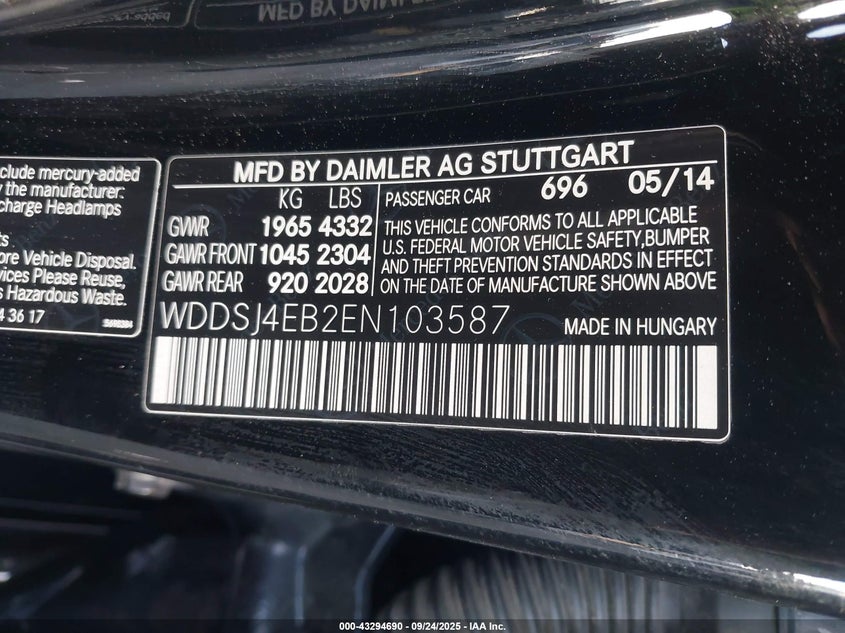 MFD BY DAIMLER AG STUTTGART
KG LBS
GVWR 1965 4332
GAWR FRONT 1045 2304
GAWR REAR 920 2028
PASSENGER CAR 696 05/14
THIS VEHICLE CONFORMS TO ALL APPLICABLE
U.S. FEDERAL MOTOR VEHICLE SAFETY, BUMPER
AND THEFT PREVENTION STANDARDS IN EFFECT
ON THE DATE OF MANUFACTURE SHOWN ABOVE
WDDSJ4EB2EN103587 MADE IN HUNGARY
clude mercury-added
the manufacturer:
charge Headlamps
ore Vehicle Disposal.
vices Please Reuse,
s Hazardous Waste.
4 36 17
000-43294690 - 09/24/2025 - IAA Inc.